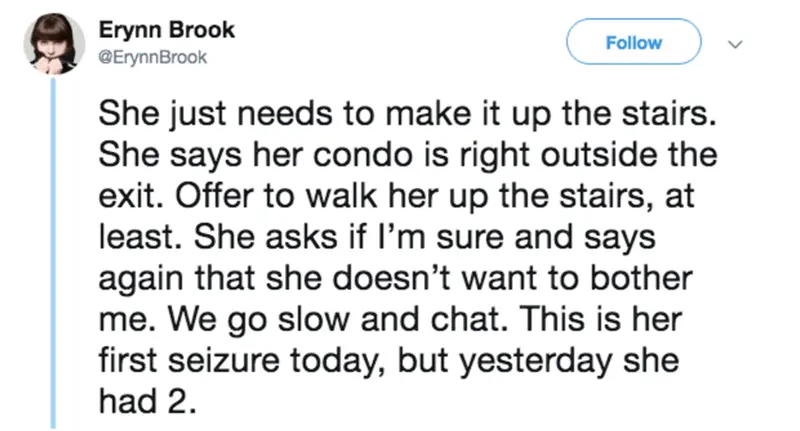 Erynn Brook
@ErynnBrook
Follow
She just needs to make it up the stairs.
She says her condo is right outside the
exit. Offer to walk her up the stairs, at
least. She asks if I’m sure and says
again that she doesn’t want to bother
me. We go slow and chat. This is her
first seizure today, but yesterday she
had 2.